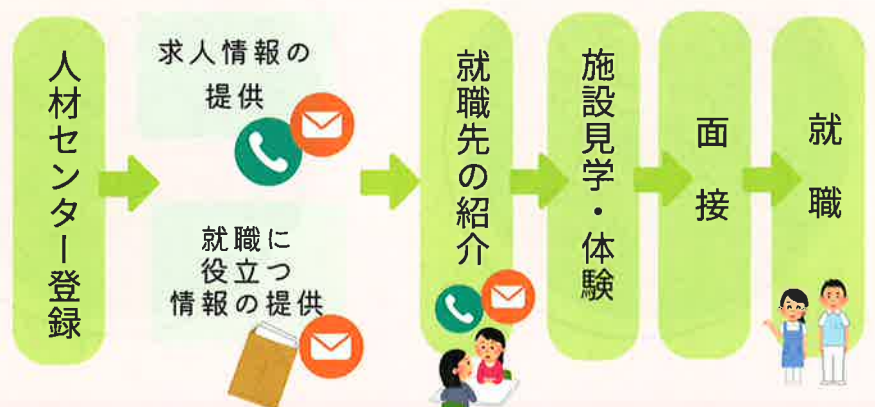 人材センター登録
求人情報の
提供
就職に
役立つ
情報の提供
就職先の紹介
施設見学・体験
面接
就職